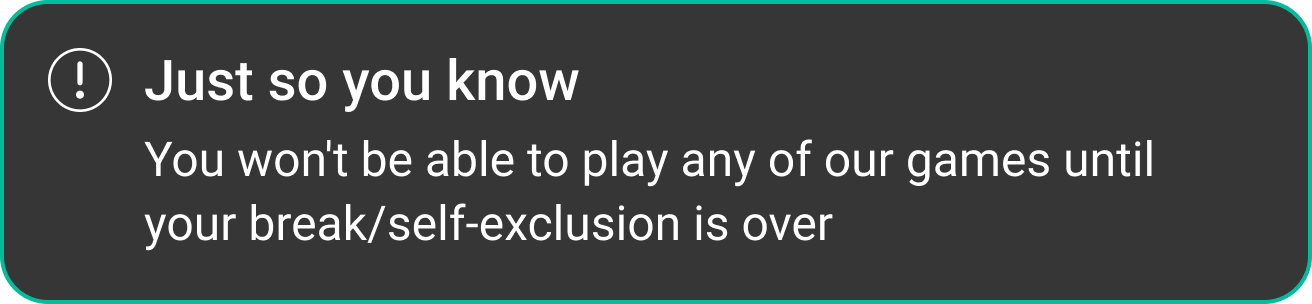 Just so you know
You won't be able to play any of our games until
your break/self-exclusion is over